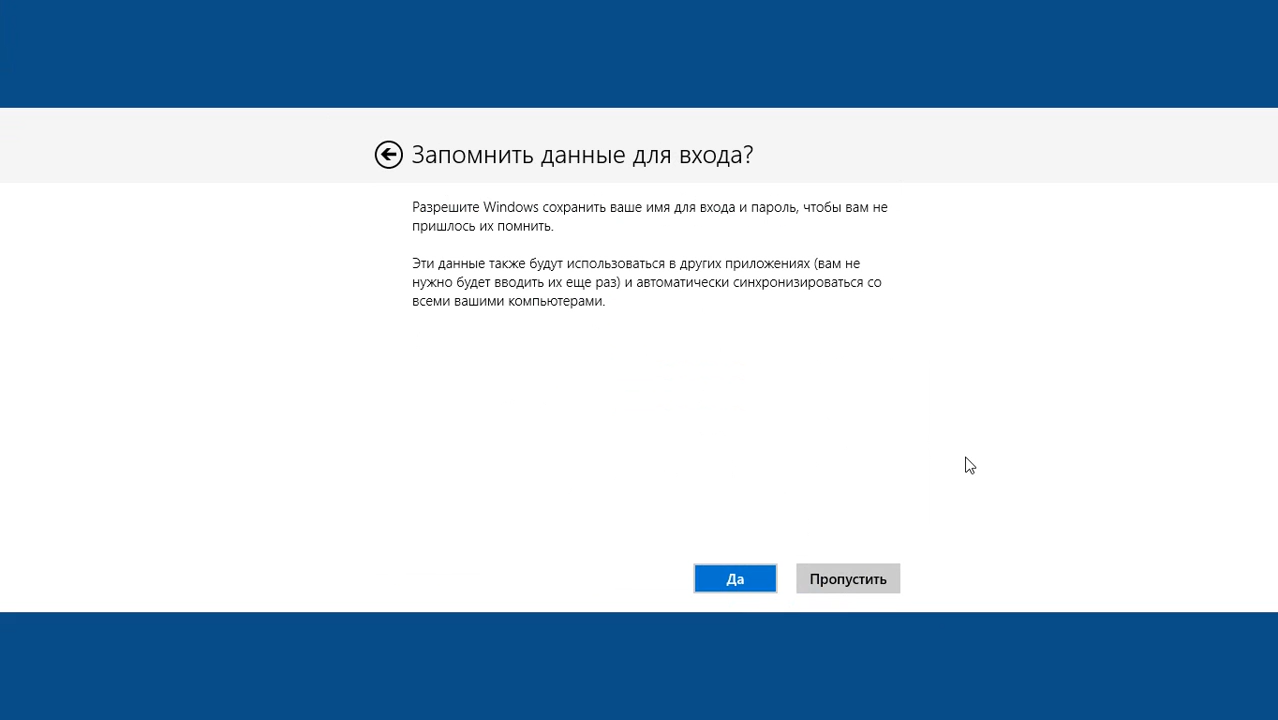 Запомнить данные для входа?
Разрешите Windows сохранить ваше имя для входа и пароль, чтобы вам не
пришлось их помнить.
Эти данные также будут использоваться в других приложениях (вам не
нужно будет вводить их еще раз) и автоматически синхронизироваться со
всеми вашими компьютерами.
Да
Пропустить